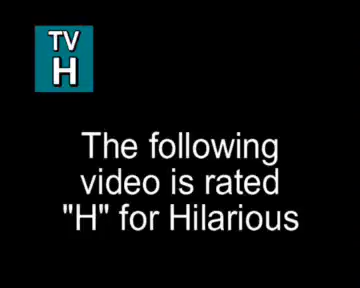 TV
H
The following
video is rated
"H" for Hilarious